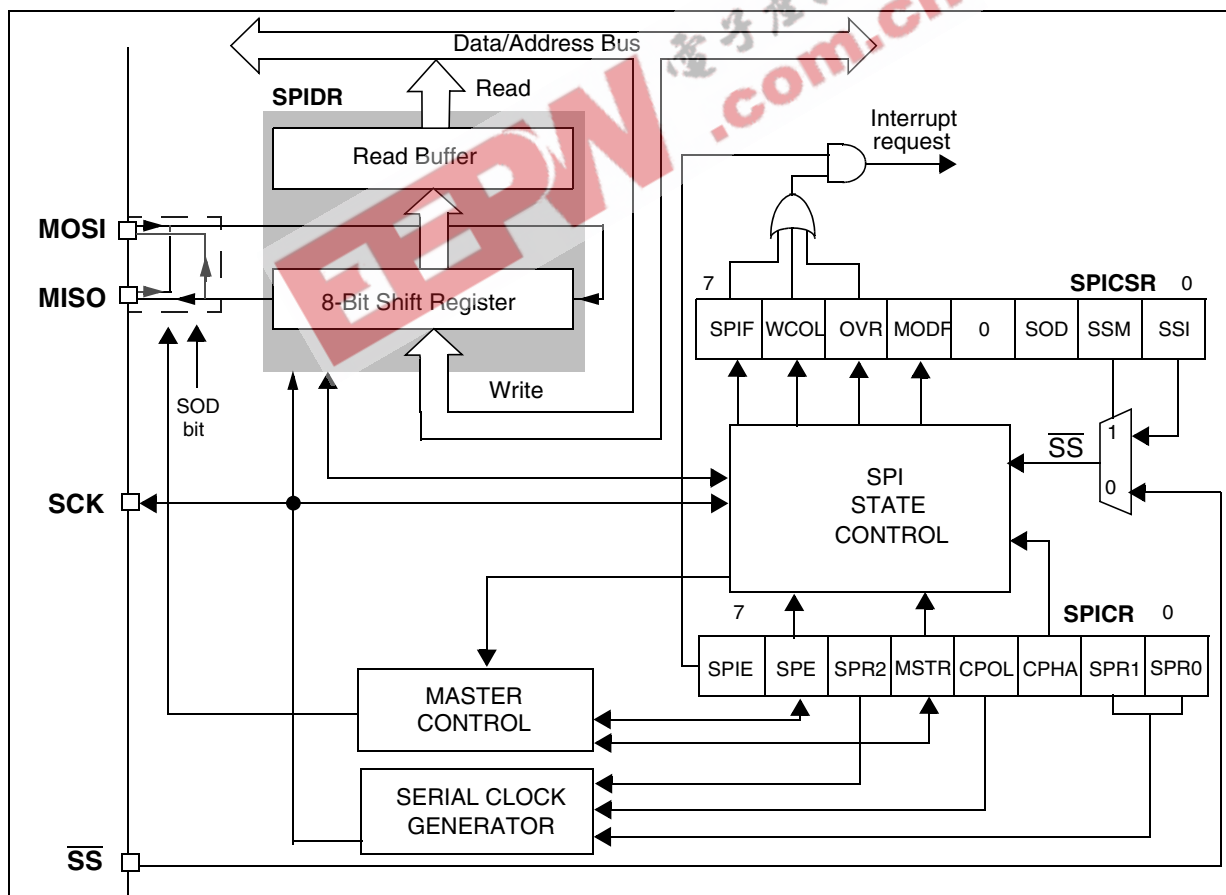 Data/Address Bus
Read
SPIDR
Read Buffer
Interrupt
request
MOSI
MISO
8-Bit Shift Register
7 SPICSR 0
SPIF WCOL OVR MODF 0 SOD SSM SSI
Write
SOD
bit
1
SS
0
SCK
SPI
STATE
CONTROL
7 SPICR 0
SPIE SPE SPR2 MSTR CPOL CPHA SPR1 SPR0
MASTER
CONTROL
SERIAL CLOCK
GENERATOR
SS
EEPW
.com.cn